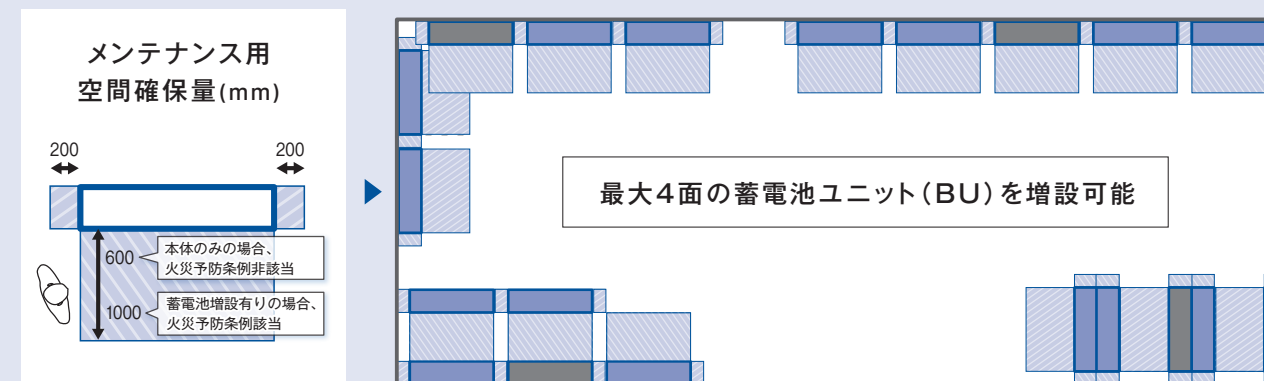 メンテナンス用
空間確保量(mm)
200
200
600
本体のみの場合、
火災予防条例非該当
1000
蓄電池増設有りの場合、
火災予防条例該当
最大4面の蓄電池ユニット(BU)を増設可能